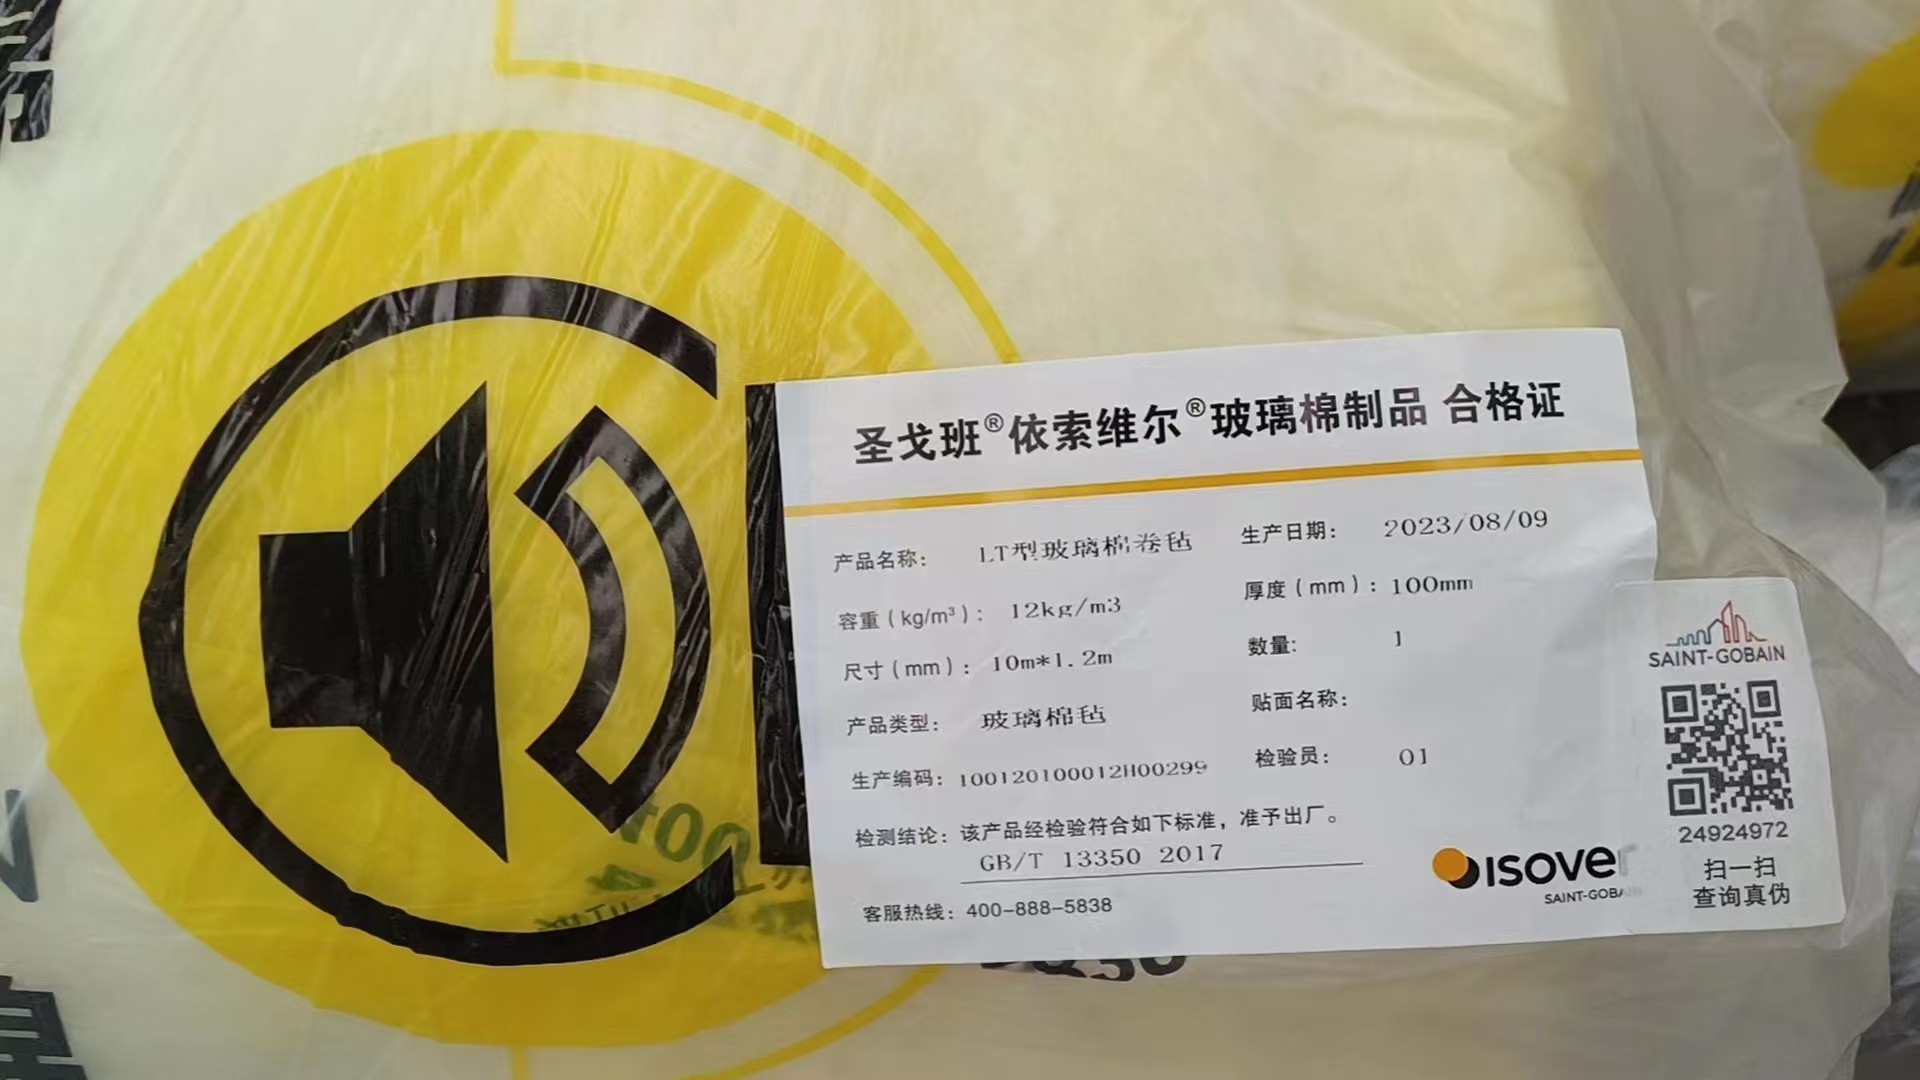 圣戈班®依索维尔®玻璃棉制品 合格证
产品名称： LT型玻璃棉卷毡
生产日期： 2023/08/09
容重（kg/m³）： 12kg/m3
厚度（mm）：100mm
尺寸（mm）： 10m*1.2m
数量： 1
产品类型： 玻璃棉毡
贴面名称：
生产编码：100120100012H00299
检验员： 01
检测结论：该产品经检验符合如下标准，准予出厂。
GB/T 13350 2017
客服热线：400-888-5838
ISOVER
SAINT-GOBA
SAINT-GOBAIN
24924972
扫一扫
查询真伪